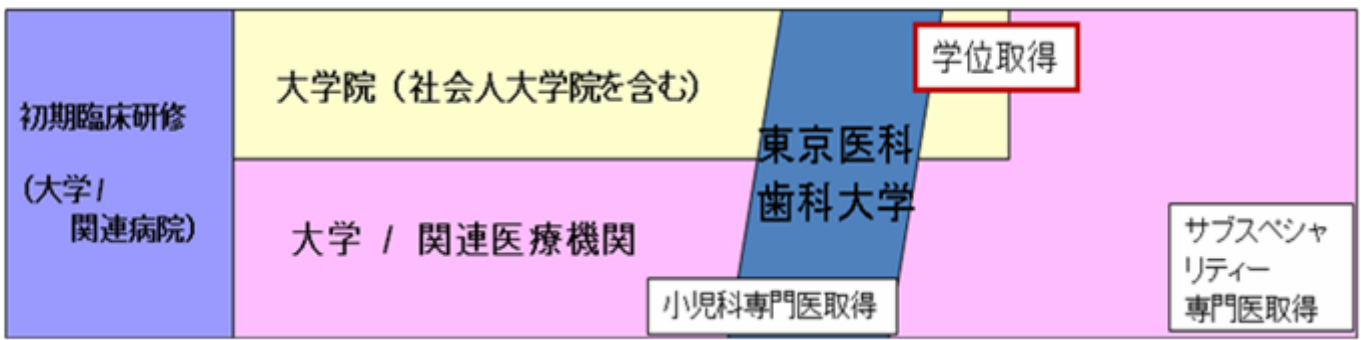 初期臨床研修
（大学/
関連病院）
大学院（社会人大学院を含む）
大学 / 関連医療機関
東京医科
歯科大学
学位取得
小児科専門医取得
サブスペシャ
リティー
専門医取得